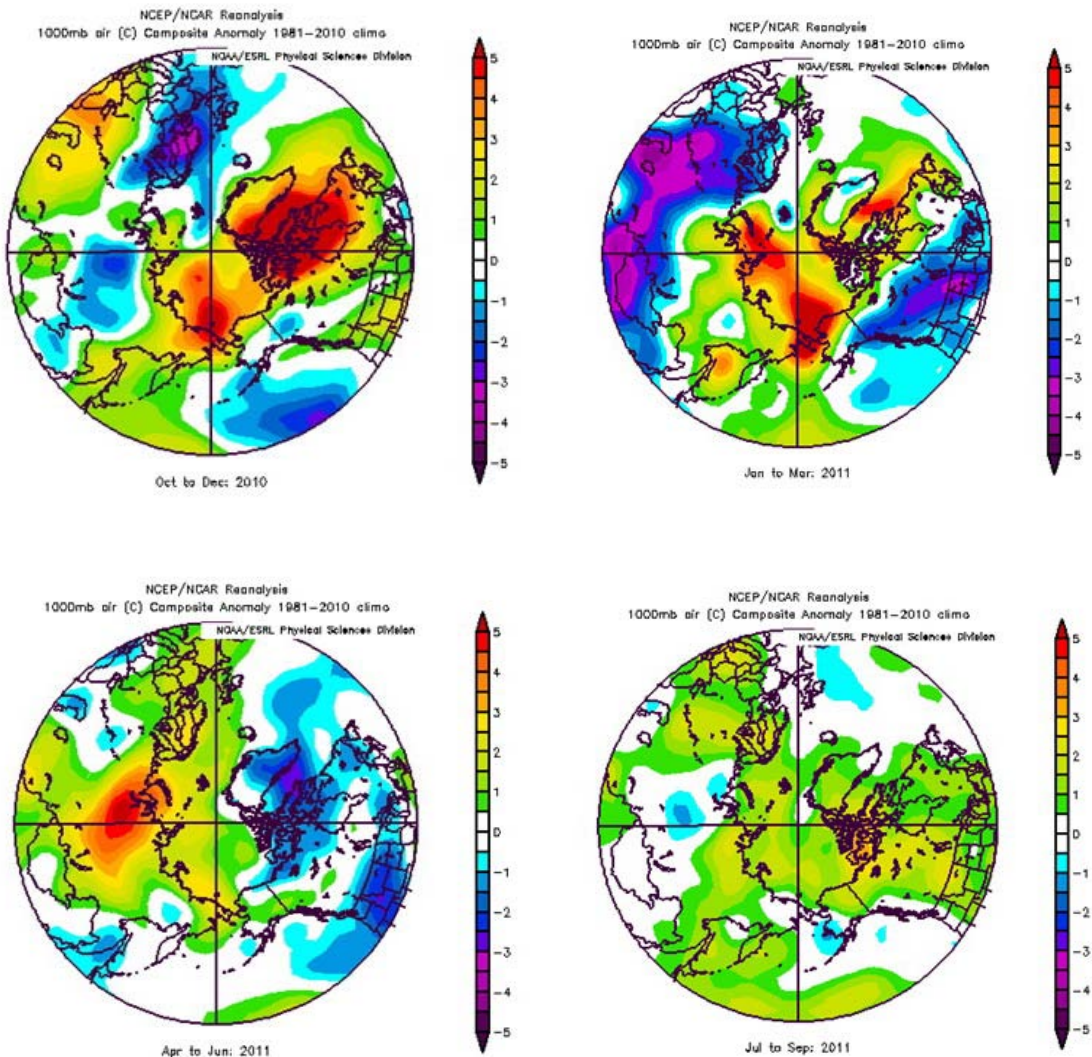 NCEP/NCAR Reanalysis
1000mb air (C) Composite Anomaly 1981-2010 climo
NOAA/ESRL Physical Sciences Division
5
4
3
2
1
0
-1
-2
-3
-4
-5
Oct to Dec: 2010
NCEP/NCAR Reanalysis
1000mb air (C) Composite Anomaly 1981-2010 climo
NOAA/ESRL Physical Sciences Division
5
4
3
2
1
0
-1
-2
-3
-4
-5
Jan to Mar: 2011
NCEP/NCAR Reanalysis
1000mb air (C) Composite Anomaly 1981-2010 climo
NOAA/ESRL Physical Sciences Division
5
4
3
2
1
0
-1
-2
-3
-4
-5
Apr to Jun: 2011
NCEP/NCAR Reanalysis
1000mb air (C) Composite Anomaly 1981-2010 climo
NOAA/ESRL Physical Sciences Division
5
4
3
2
1
0
-1
-2
-3
-4
-5
Jul to Sep: 2011